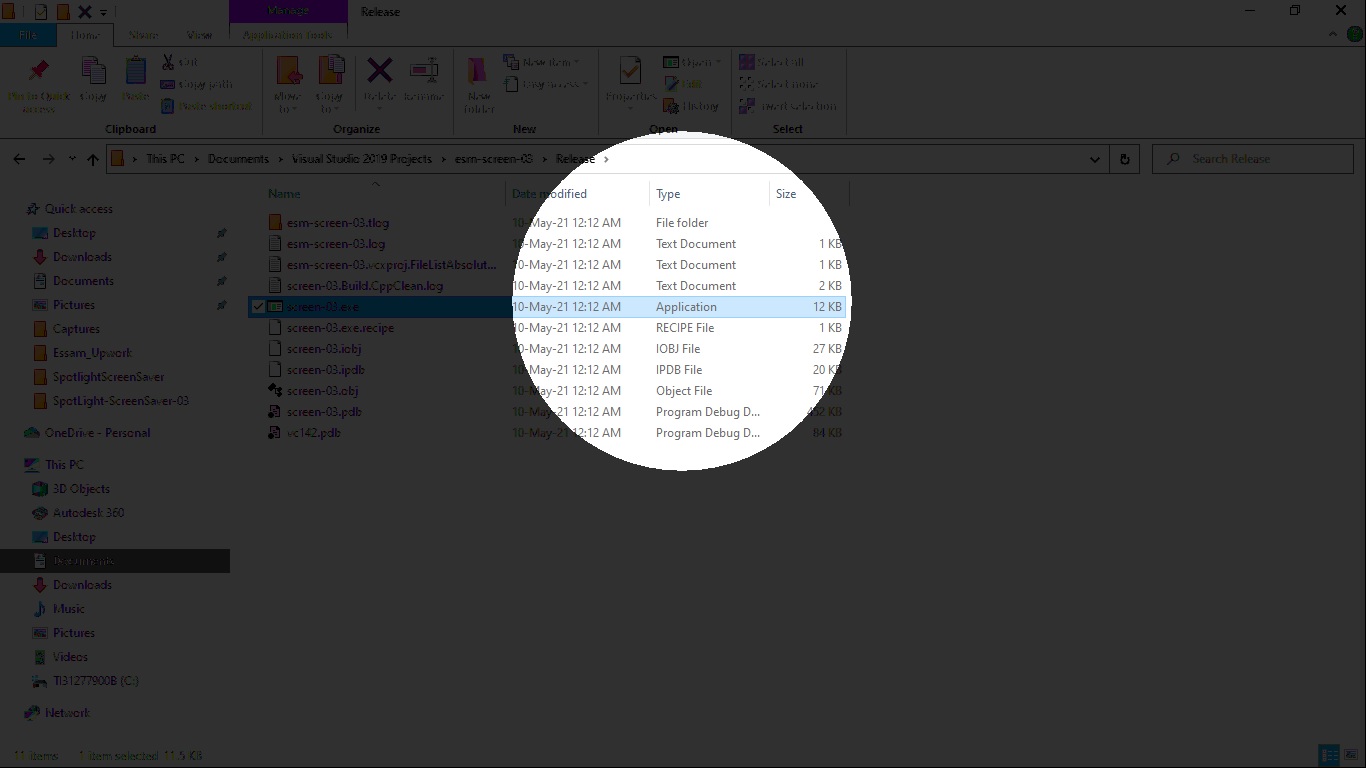 Manage
Release
File
Home
Share
View
Application Tools
Pin to Quick access
Copy
Paste
Cut
Copy path
Paste shortcut
Move to
Copy to
Delete
Rename
New folder
New item
Easy access
Properties
Open
Edit
History
Select all
Select none
Invert selection
Clipboard
Organize
New
Open
Select
This PC > Documents > Visual Studio 2019 Projects > esm-screen-03 > Release >
Search Release
Name Date modified Type Size
esm-screen-03.tlog 10-May-21 12:12 AM File folder
esm-screen-03.log 10-May-21 12:12 AM Text Document 1 KB
esm-screen-03.vcxproj.FileListAbsolut... 10-May-21 12:12 AM Text Document 1 KB
screen-03.Build.CppClean.log 10-May-21 12:12 AM Text Document 2 KB
screen-03.exe 10-May-21 12:12 AM Application 12 KB
screen-03.exe.recipe 10-May-21 12:12 AM RECIPE File 1 KB
screen-03.iobj 10-May-21 12:12 AM IOBJ File 27 KB
screen-03.ipdb 10-May-21 12:12 AM IPDB File 20 KB
screen-03.obj 10-May-21 12:12 AM Object File 71 KB
screen-03.pdb 10-May-21 12:12 AM Program Debug D... 452 KB
vc142.pdb 10-May-21 12:12 AM Program Debug D... 84 KB
Quick access
Desktop
Downloads
Documents
Pictures
Captures
Essam_Upwork
SpotlightScreenSaver
SpotLight-ScreenSaver-03
OneDrive - Personal
This PC
3D Objects
Autodesk 360
Desktop
Documents
Downloads
Music
Pictures
Videos
TI31277900B (C:)
Network
11 items 1 item selected 11.5 KB